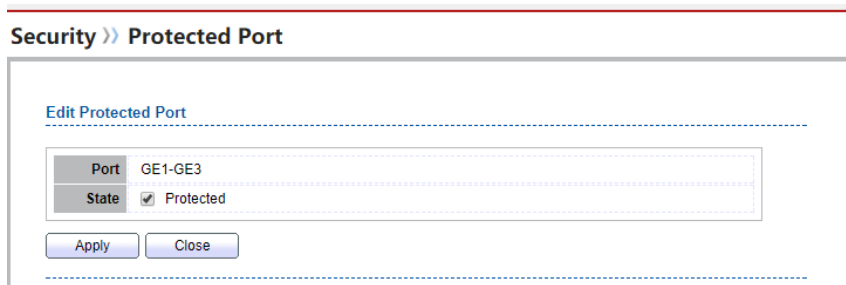 Security》 Protected Port
Edit Protected Port
Port GE1-GE3
State Protected
Apply Close